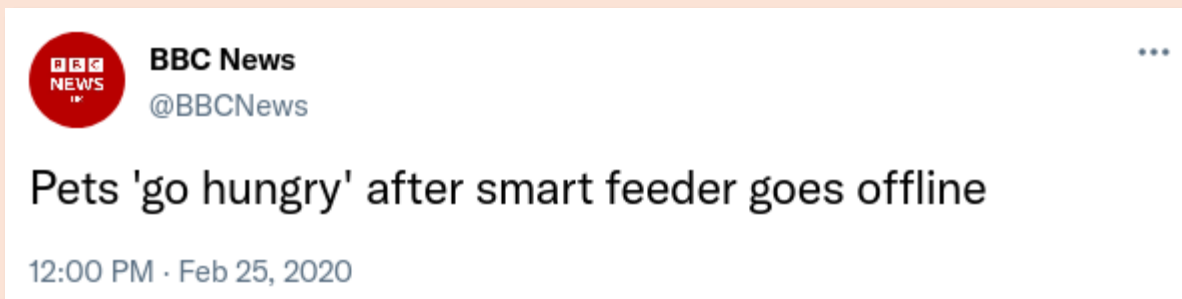 BBC
NEWS
BBC News
@BBCNews
Pets 'go hungry' after smart feeder goes offline
12:00 PM · Feb 25, 2020